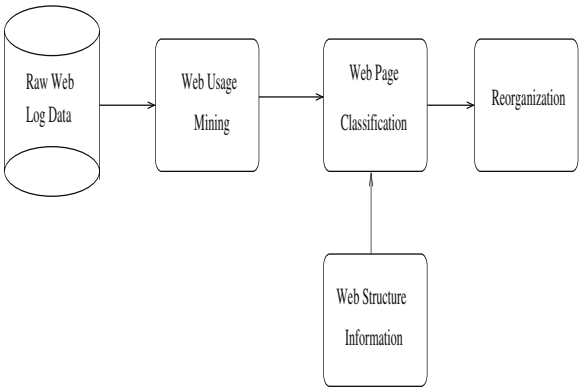 Raw Web
Log Data
Web Usage
Mining
Web Page
Classification
Reorganization
Web Structure
Information